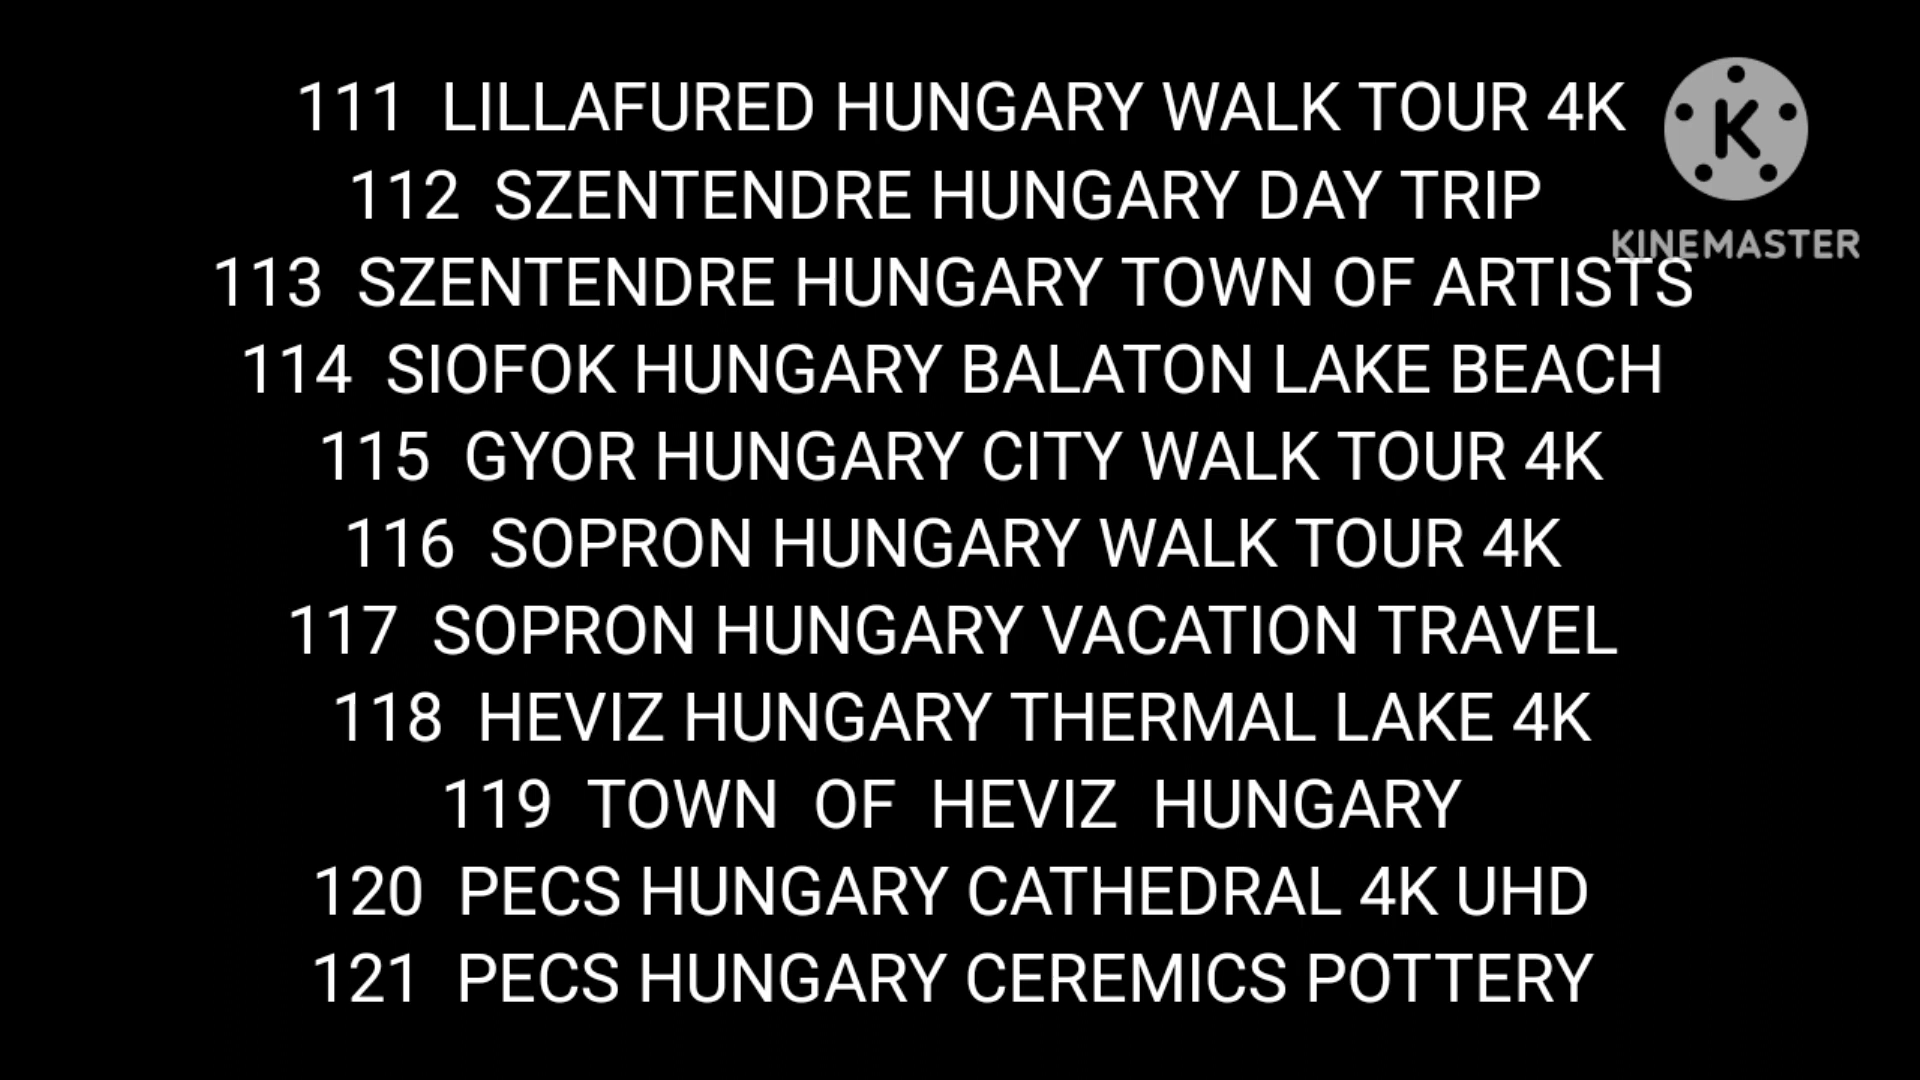 111 LILLAFURED HUNGARY WALK TOUR 4K
112 SZENTENDRE HUNGARY DAY TRIP
113 SZENTENDRE HUNGARY TOWN OF ARTISTS
114 SIOFOK HUNGARY BALATON LAKE BEACH
115 GYOR HUNGARY CITY WALK TOUR 4K
116 SOPRON HUNGARY WALK TOUR 4K
117 SOPRON HUNGARY VACATION TRAVEL
118 HEVIZ HUNGARY THERMAL LAKE 4K
119 TOWN OF HEVIZ HUNGARY
120 PECS HUNGARY CATHEDRAL 4K UHD
121 PECS HUNGARY CEREMICS POTTERY
K
KINEMASTER